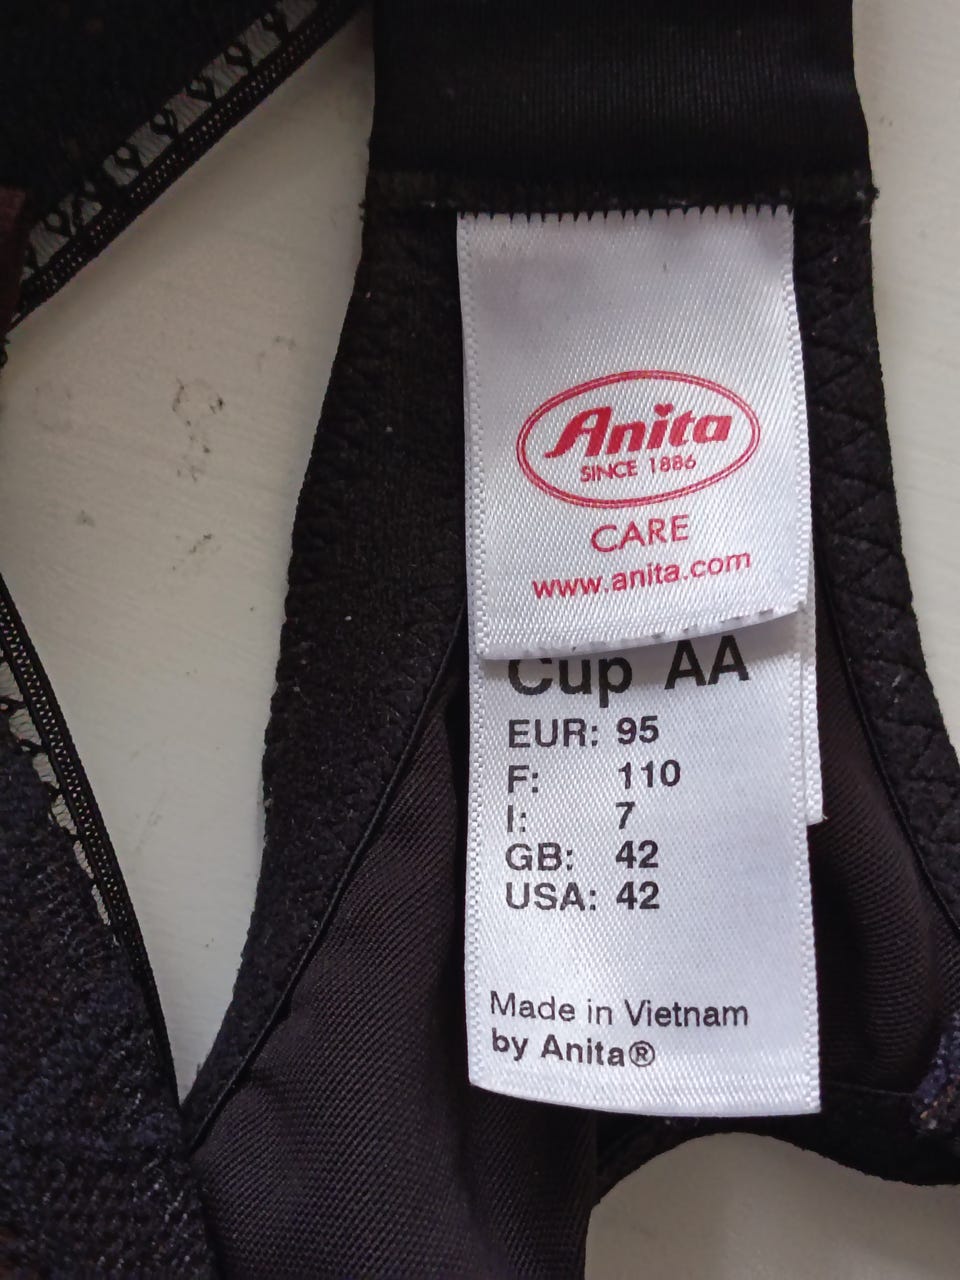 Anita
SINCE 1886
CARE
www.anita.com
Cup AA
EUR: 95
F: 110
I: 7
GB: 42
USA: 42
Made in Vietnam
by Anita®